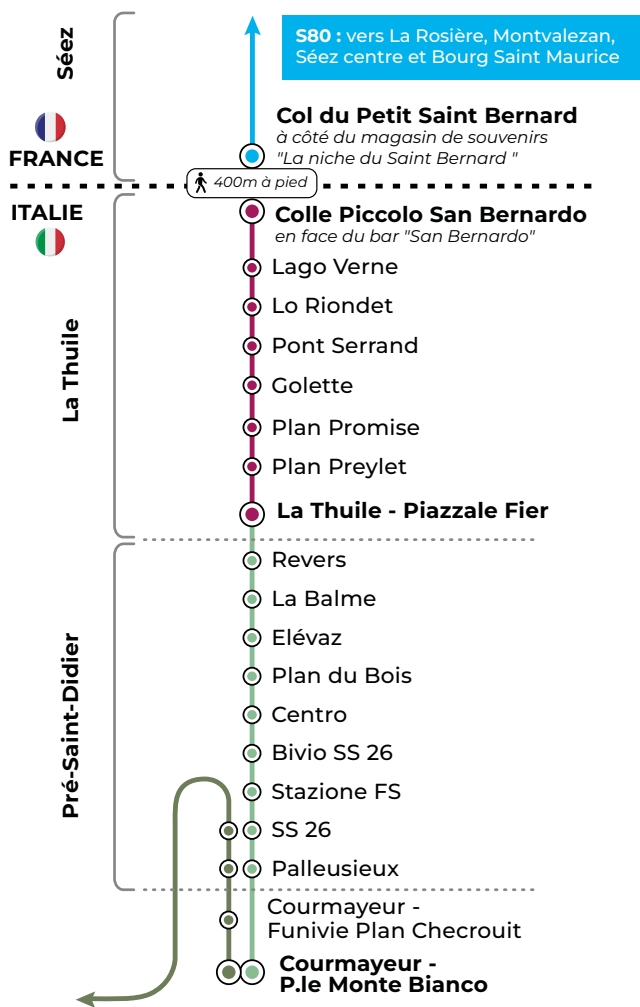 Séez
S80 : vers La Rosière, Montvalezan,
Séez centre et Bourg Saint Maurice
Col du Petit Saint Bernard
à côté du magasin de souvenirs
"La niche du Saint Bernard "
FRANCE
400m à pied
ITALIE
Colle Piccolo San Bernardo
en face du bar "San Bernardo"
La Thuile
Lago Verne
Lo Riondet
Pont Serrand
Golette
Plan Promise
Plan Preylet
La Thuile - Piazzale Fier
Pré-Saint-Didier
Revers
La Balme
Elévaz
Plan du Bois
Centro
Bivio SS 26
Stazione FS
SS 26
Palleusieux
Courmayeur -
Funivie Plan Checrouit
Courmayeur -
P.le Monte Bianco